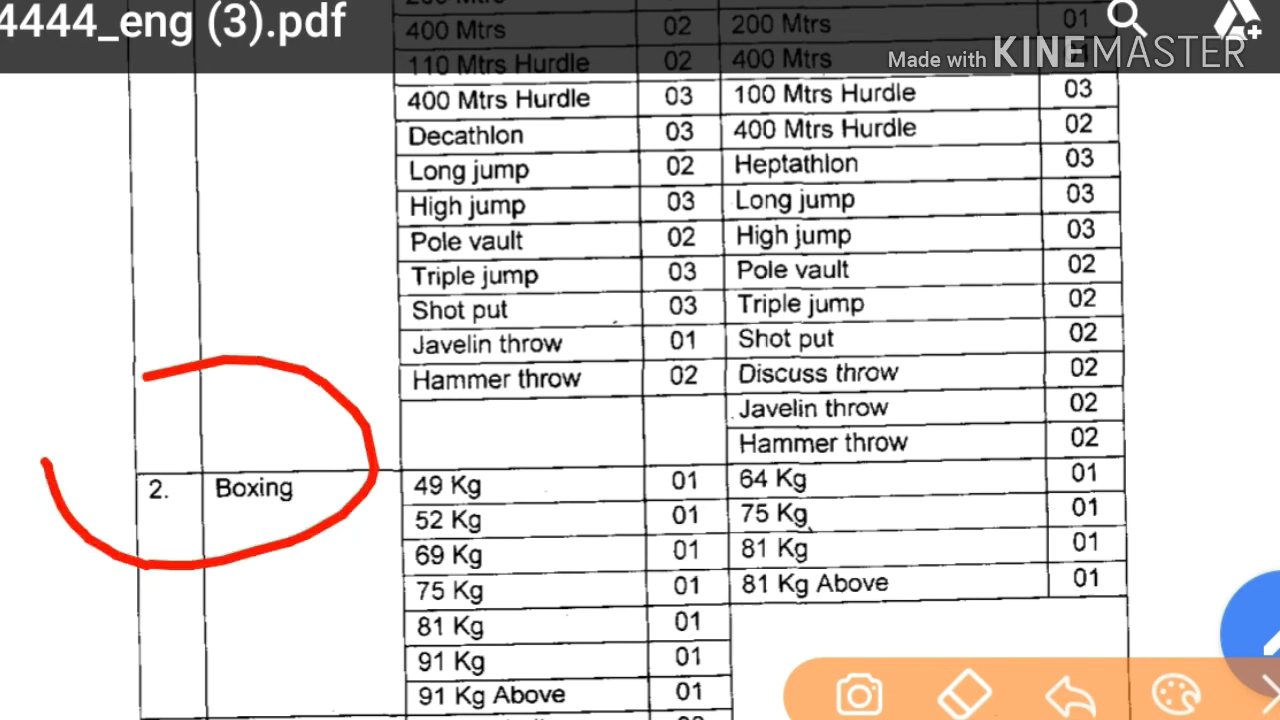 4444_eng (3).pdf
Made with KINEMASTER
400 Mtrs 02 200 Mtrs 01
110 Mtrs Hurdle 02 400 Mtrs
400 Mtrs Hurdle 03 100 Mtrs Hurdle 03
Decathlon 03 400 Mtrs Hurdle 02
Long jump 02 Heptathlon 03
High jump 03 Long jump 03
Pole vault 02 High jump 03
Triple jump 03 Pole vault 02
Shot put 03 Triple jump 02
Javelin throw 01 Shot put 02
Hammer throw 02 Discuss throw 02
Javelin throw 02
Hammer throw 02
2. Boxing 49 Kg 01 64 Kg 01
52 Kg 01 75 Kg 01
69 Kg 01 81 Kg 01
75 Kg 01 81 Kg Above 01
81 Kg 01
91 Kg 01
91 Kg Above 01